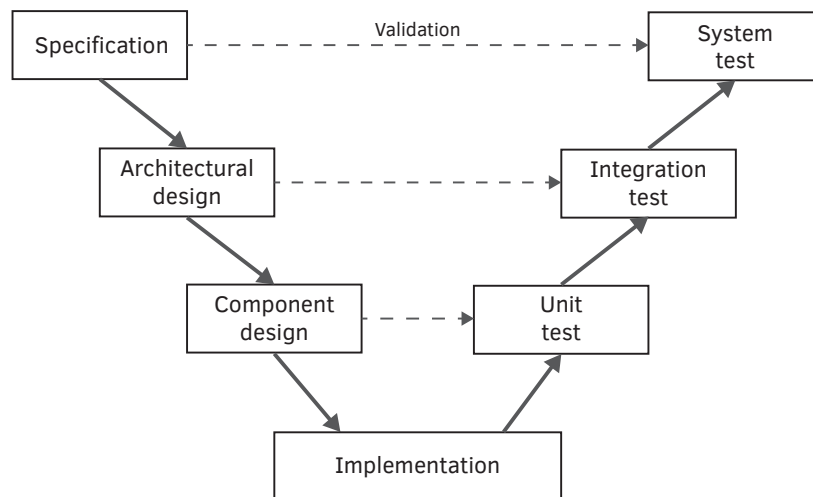 Specification
Validation
System
test
Architectural
design
Integration
test
Component
design
Unit
test
Implementation